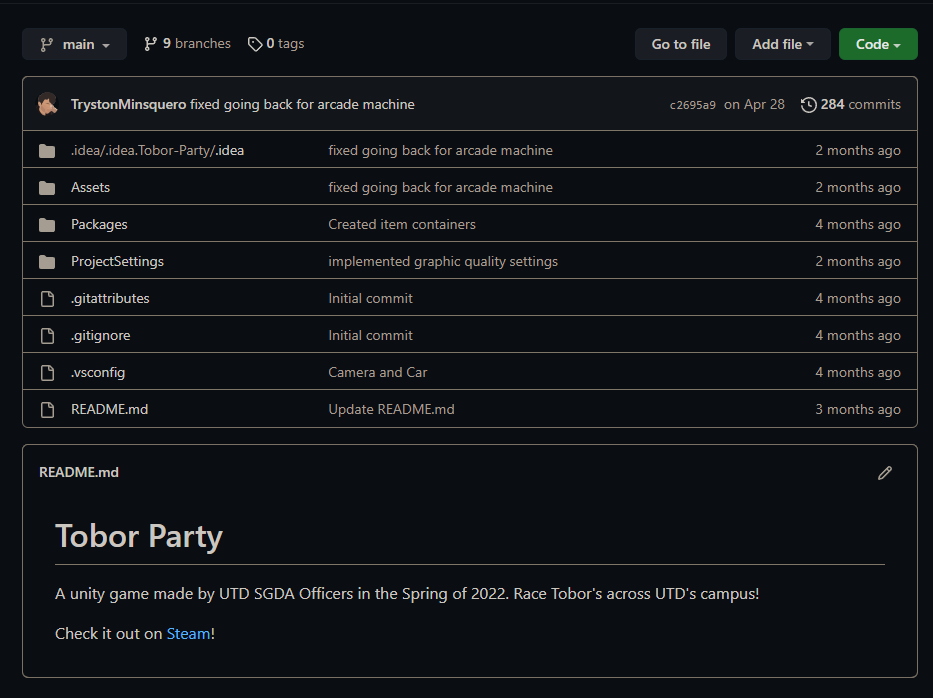 main 9 branches 0 tags Go to file Add file Code
TrystonMinsquero fixed going back for arcade machine c2695a9 on Apr 28 284 commits
.idea/.idea.Tobor-Party/.idea fixed going back for arcade machine 2 months ago
Assets fixed going back for arcade machine 2 months ago
Packages Created item containers 4 months ago
ProjectSettings implemented graphic quality settings 2 months ago
.gitattributes Initial commit 4 months ago
.gitignore Initial commit 4 months ago
.vsconfig Camera and Car 4 months ago
README.md Update README.md 3 months ago
README.md
Tobor Party
A unity game made by UTD SGDA Officers in the Spring of 2022. Race Tobor's across UTD's campus!
Check it out on Steam!